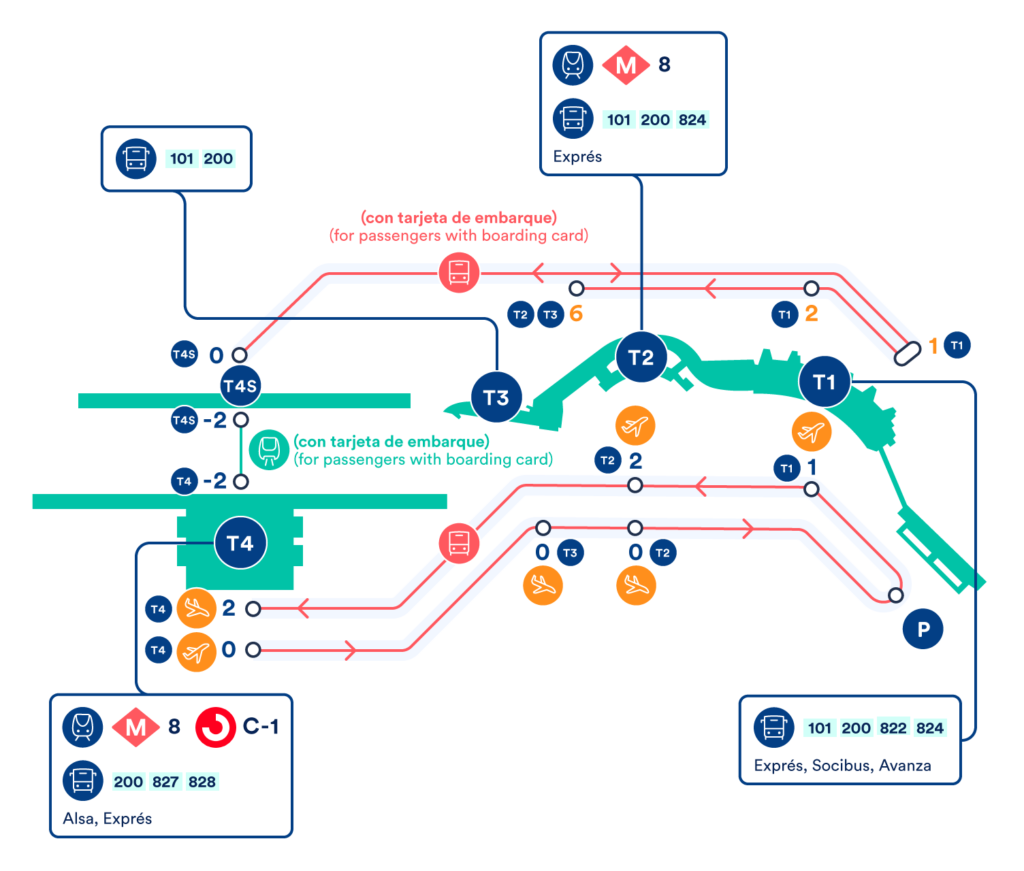 M 8
101 200 824
Exprés
101 200
(con tarjeta de embarque)
(for passengers with boarding card)
T2 T3 6
T1 2
T4S 0
1 T1
T4S
T2
T1
T3
T4S -2
(con tarjeta de embarque)
(for passengers with boarding card)
T2 2
T1 1
T4 -2
T4
0 T3
0 T2
T4 2
T4 0
P
M 8 C-1
200 827 828
Alsa, Exprés
101 200 822 824
Exprés, Socibus, Avanza